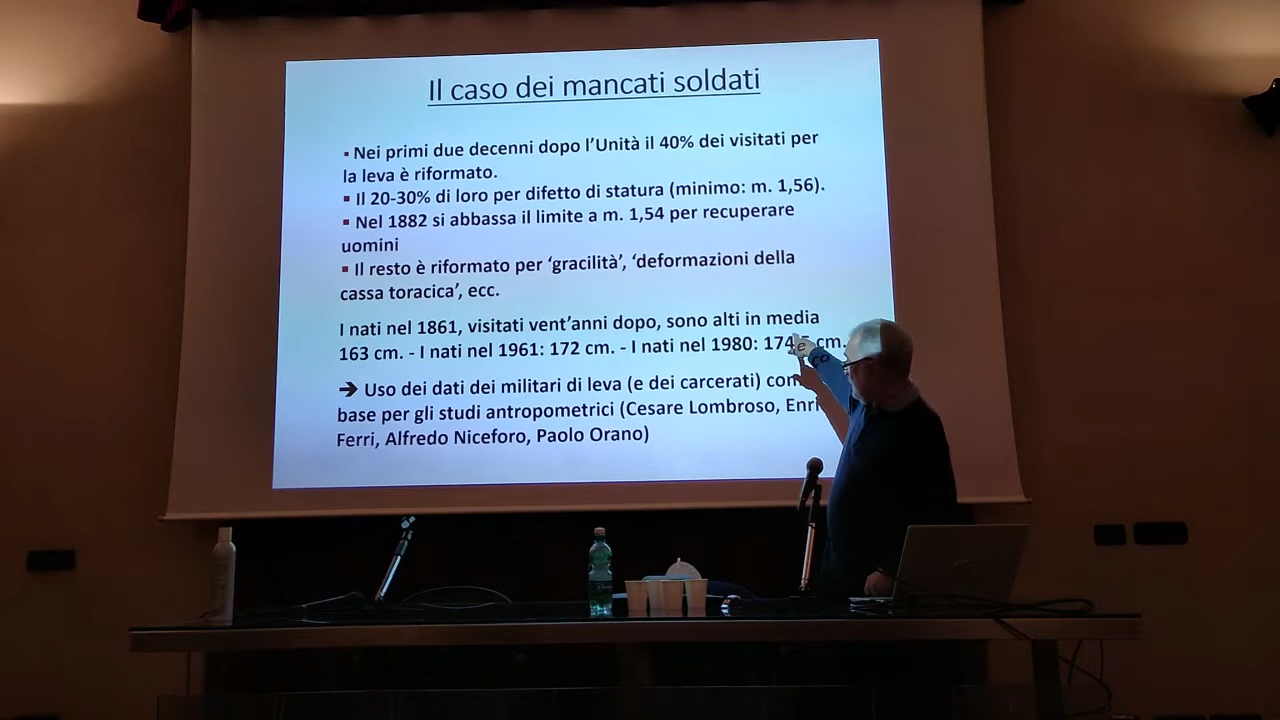 Il caso dei mancati soldati
▪ Nei primi due decenni dopo l'Unità il 40% dei visitati per
la leva è riformato.
▪ Il 20-30% di loro per difetto di statura (minimo: m. 1,56).
▪ Nel 1882 si abbassa il limite a m. 1,54 per recuperare
uomini
▪ Il resto è riformato per 'gracilità', 'deformazioni della
cassa toracica', ecc.
I nati nel 1861, visitati vent'anni dopo, sono alti in media
163 cm. - I nati nel 1961: 172 cm. - I nati nel 1980: cm.
➔ Uso dei dati dei militari di leva (e dei carcerati)
base per gli studi antropometrici (Cesare Lombroso,
Ferri, Alfredo Niceforo, Paolo Orano)